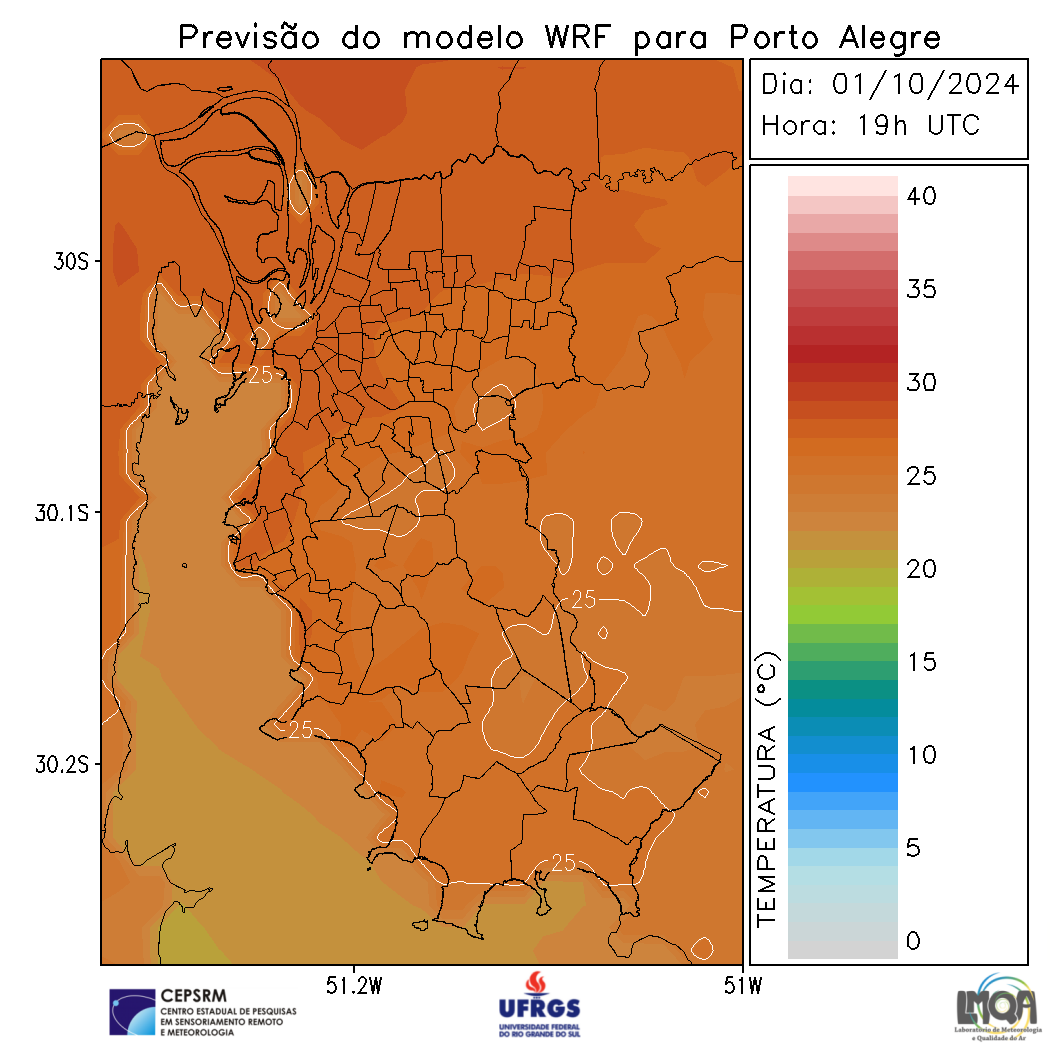 Previsão do modelo WRF para Porto Alegre
Dia: 01/10/2024
Hora: 19h UTC
40
35
30
25
20
15
10
5
0
TEMPERATURA (°C)
30S
30.1S
30.2S
51.2W
51W
25
25
25
25
CEPSRM
CENTRO ESTADUAL DE PESQUISAS
EM SENSORIAMENTO REMOTO
E METEOROLOGIA
UFRGS
UNIVERSIDADE FEDERAL
DO RIO GRANDE DO SUL
LMQA
Laboratório de Meteorologia
e Qualidade do Ar